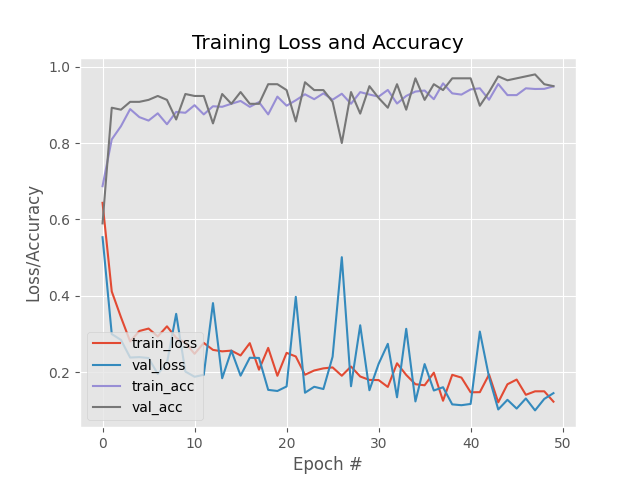 Training Loss and Accuracy
Loss/Accuracy
1.0
0.8
0.6
0.4
0.2
train_loss
val_loss
train_acc
val_acc
0
10
20
30
40
50
Epoch #